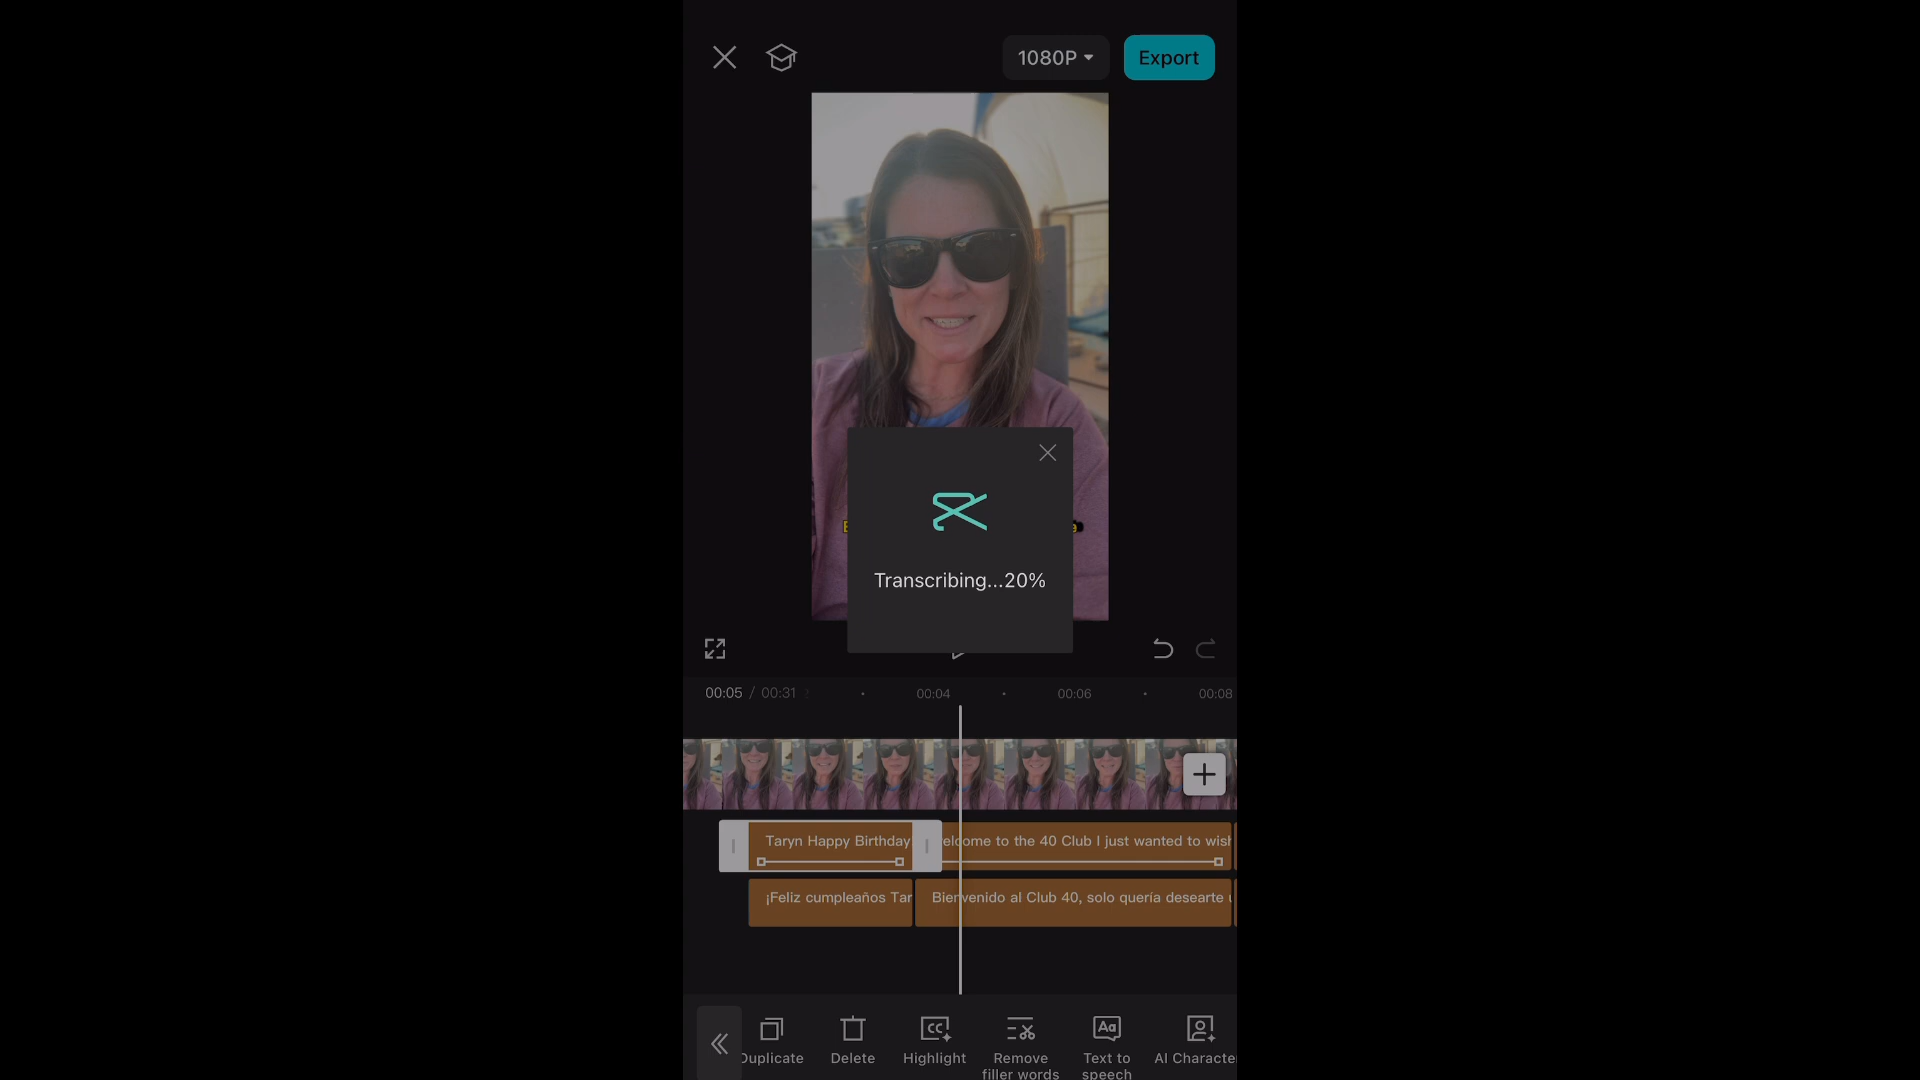 1080P
Export
Transcribing...20%
00:05 / 00:31
00:04
00:06
00:08
Taryn Happy Birthday
elcome to the 40 Club I just wanted to wish
¡Feliz cumpleaños Tar
Bienvenido al Club 40, solo quería desearte u
Duplicate
Delete
Highlight
Remove
filler words
Text to
speech
AI Characte